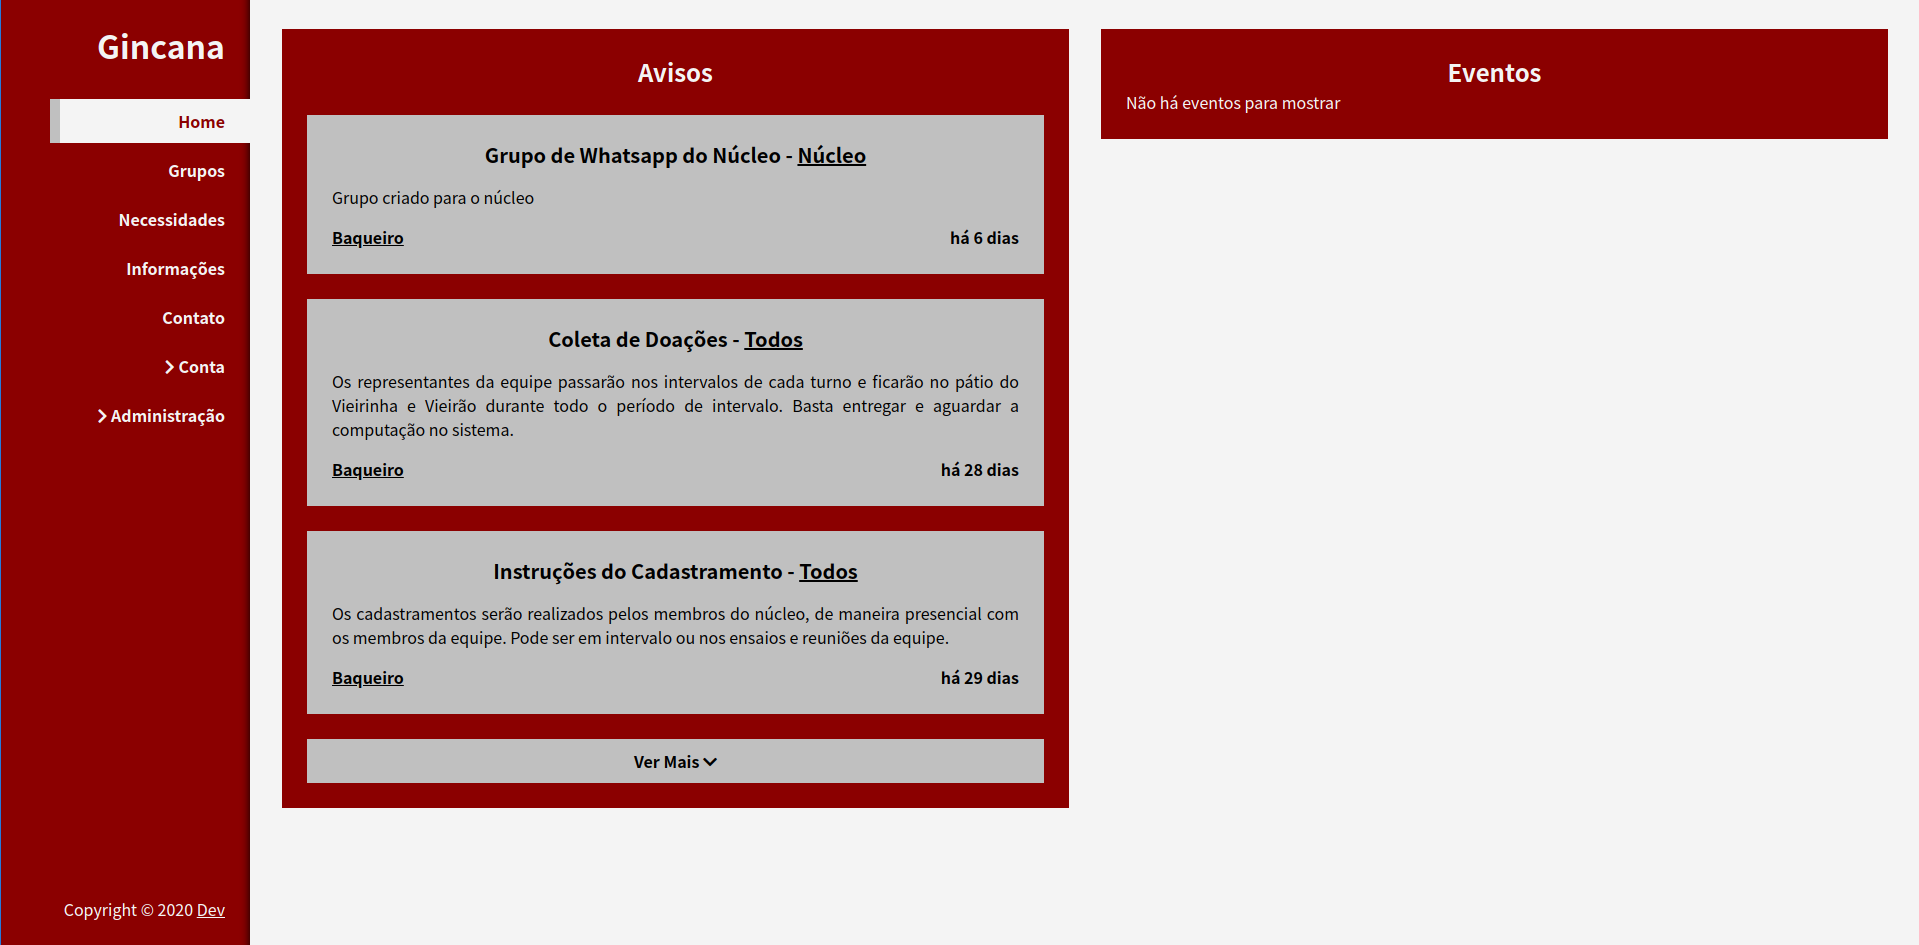 Gincana
Home
Grupos
Necessidades
Informações
Contato
Conta
Administração
Copyright © 2020 Dev
Avisos
Grupo de Whatsapp do Núcleo - Núcleo
Grupo criado para o núcleo
Baqueiro há 6 dias
Coleta de Doações - Todos
Os representantes da equipe passarão nos intervalos de cada turno e ficarão no pátio do
Vieirinha e Vieirão durante todo o período de intervalo. Basta entregar e aguardar a
computação no sistema.
Baqueiro há 28 dias
Instruções do Cadastramento - Todos
Os cadastramentos serão realizados pelos membros do núcleo, de maneira presencial com
os membros da equipe. Pode ser em intervalo ou nos ensaios e reuniões da equipe.
Baqueiro há 29 dias
Ver Mais
Eventos
Não há eventos para mostrar